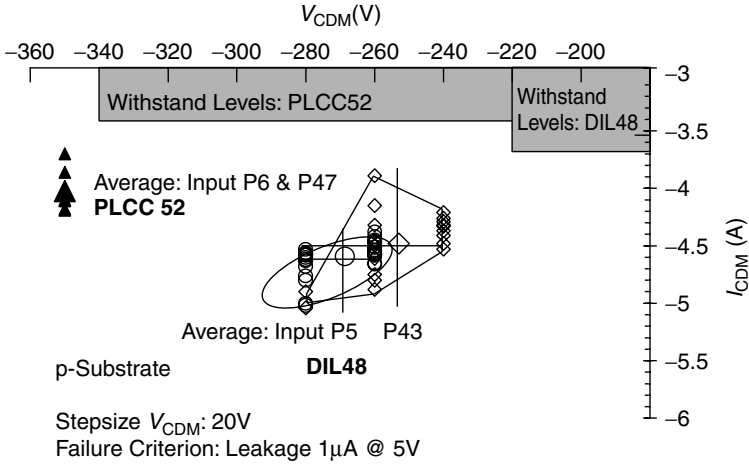 V_CDM(V)
−360 −340 −320 −300 −280 −260 −240 −220 −200
−3
Withstand Levels: PLCC52
Withstand
Levels: DIL48
−3.5
Average: Input P6 & P47
PLCC 52
−4
−4.5
I_CDM (A)
−5
Average: Input P5 P43
p-Substrate DIL48
−5.5
Stepsize V_CDM: 20V
−6
Failure Criterion: Leakage 1μA @ 5V